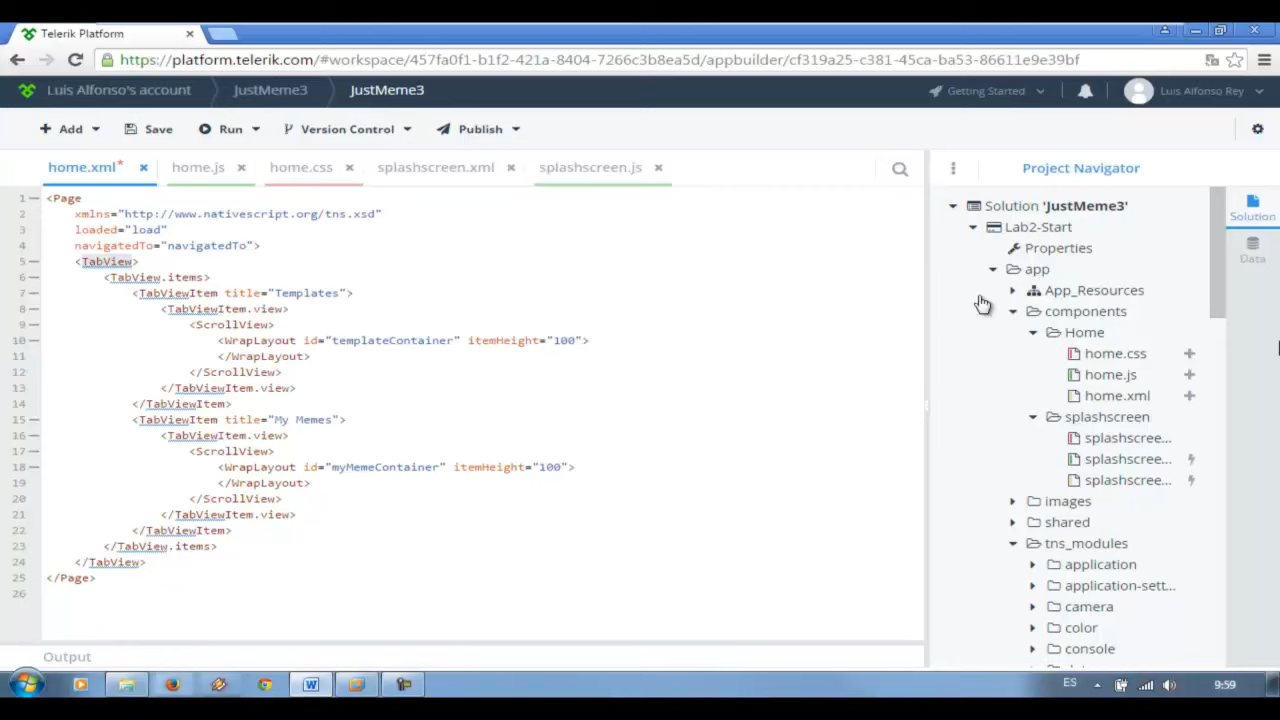 Telerik Platform
https://platform.telerik.com/#workspace/457fa0f1-b1f2-421a-8404-7266c3b8ea5d/appbuilder/cf319a25-c381-45ca-ba53-86611e9e39bf
Luis Alfonso's account JustMeme3 JustMeme3 Getting Started Luis Alfonso Rey
Add Save Run Version Control Publish
home.xml* home.js home.css splashscreen.xml splashscreen.js
1 <Page
2 xmlns="http://www.nativescript.org/tns.xsd"
3 loaded="load"
4 navigatedTo="navigatedTo">
5 <TabView>
6 <TabView.items>
7 <TabViewItem title="Templates">
8 <TabViewItem.view>
9 <ScrollView>
10 <WrapLayout id="templateContainer" itemHeight="100">
11 </WrapLayout>
12 </ScrollView>
13 </TabViewItem.view>
14 </TabViewItem>
15 <TabViewItem title="My Memes">
16 <TabViewItem.view>
17 <ScrollView>
18 <WrapLayout id="myMemeContainer" itemHeight="100">
19 </WrapLayout>
20 </ScrollView>
21 </TabViewItem.view>
22 </TabViewItem>
23 </TabView.items>
24 </TabView>
25 </Page>
26
Output
Project Navigator
Solution 'JustMeme3'
Lab2-Start
Properties
app
App_Resources
components
Home
home.css
home.js
home.xml
splashscreen
splashscree...
splashscree...
splashscree...
images
shared
tns_modules
application
application-sett...
camera
color
console
Solution
Data
ES 9:59